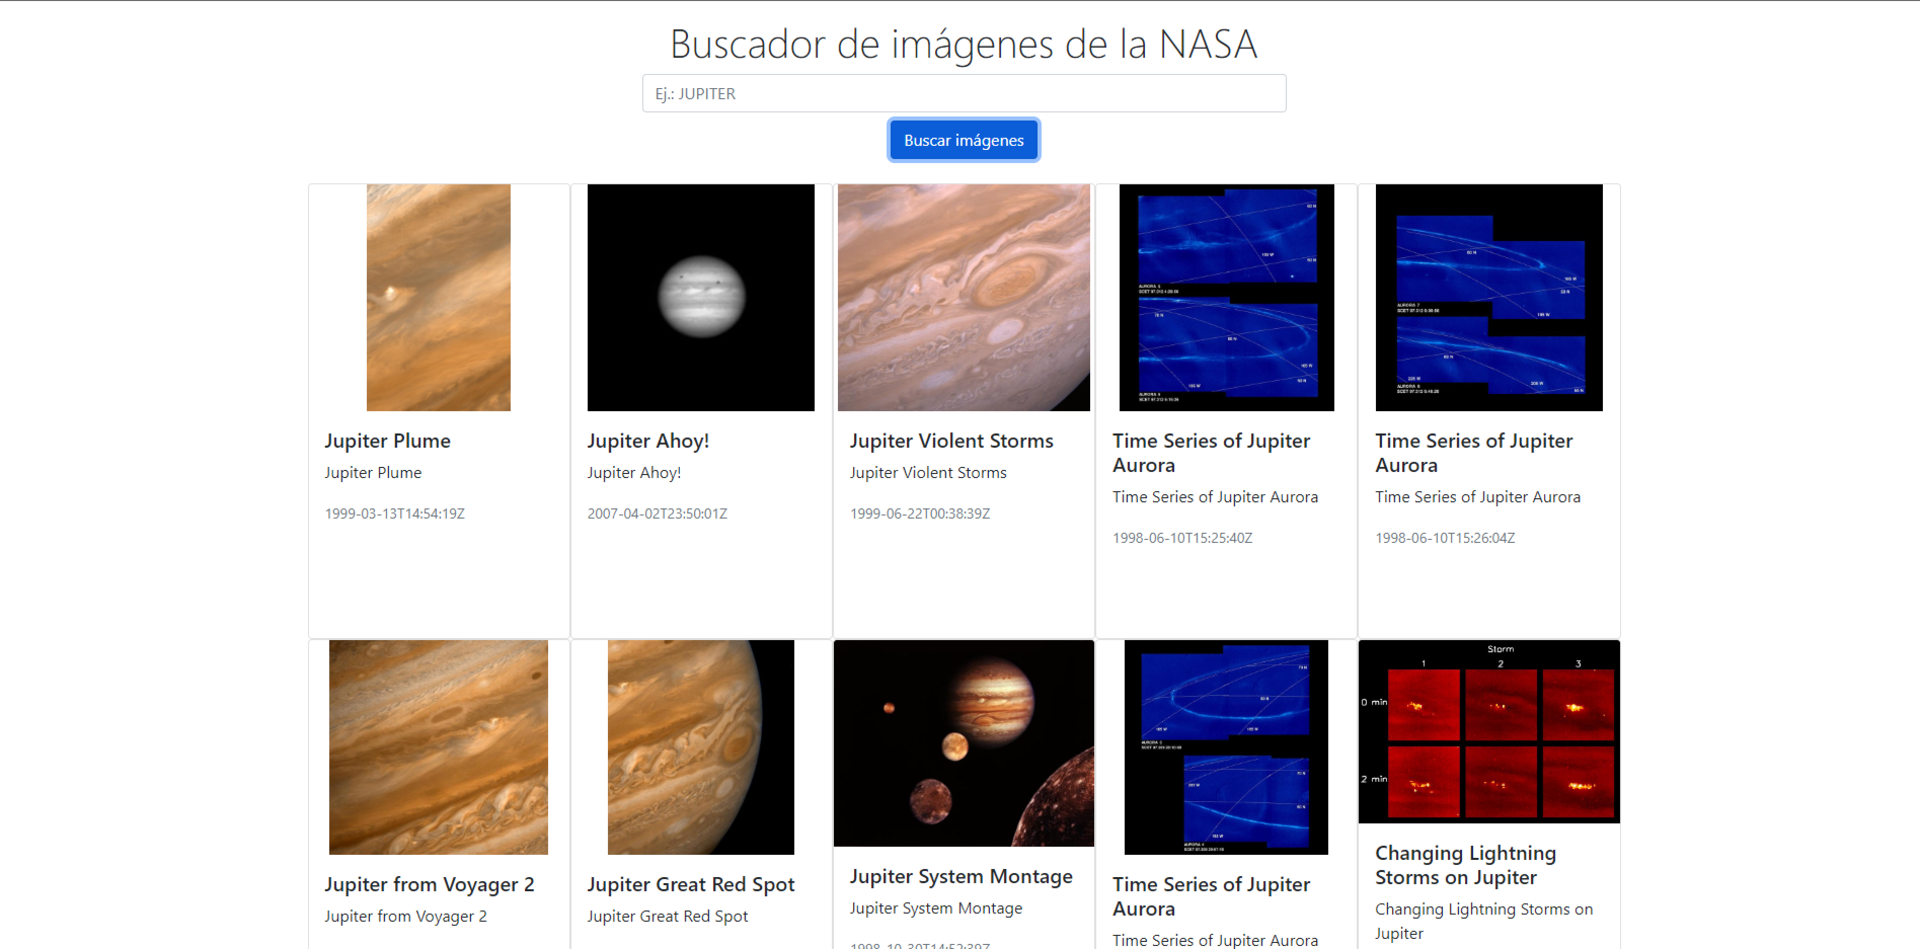 Buscador de imágenes de la NASA
Ej.: JUPITER
Buscar imágenes
Jupiter Plume
Jupiter Plume
1999-03-13T14:54:19Z
Jupiter Ahoy!
Jupiter Ahoy!
2007-04-02T23:50:01Z
Jupiter Violent Storms
Jupiter Violent Storms
1999-06-22T00:38:39Z
Time Series of Jupiter
Aurora
Time Series of Jupiter Aurora
1998-06-10T15:25:40Z
Time Series of Jupiter
Aurora
Time Series of Jupiter Aurora
1998-06-10T15:26:04Z
Jupiter from Voyager 2
Jupiter from Voyager 2
Jupiter Great Red Spot
Jupiter Great Red Spot
Jupiter System Montage
Jupiter System Montage
1998-10-30T14:52:39Z
Time Series of Jupiter
Aurora
Time Series of Jupiter Aurora
Storm
1 2 3
0 min
2 min
Changing Lightning
Storms on Jupiter
Changing Lightning Storms on
Jupiter